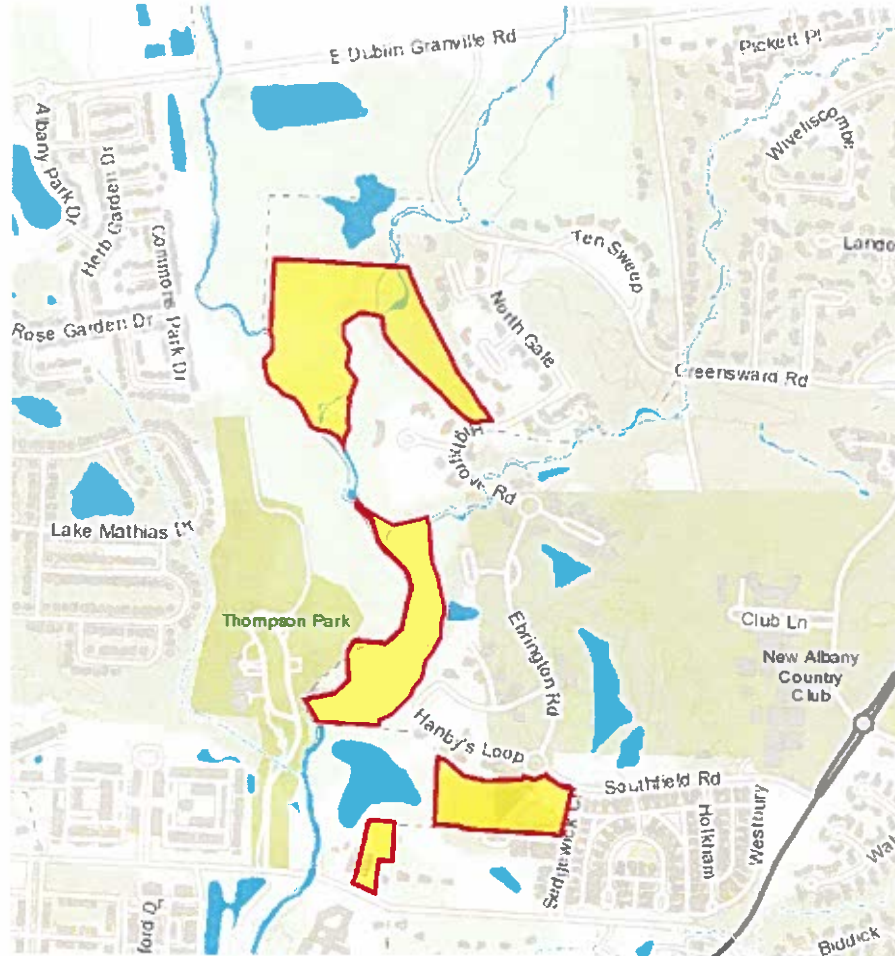 E Dublin Granville Rd
Pickett Pl
Albany Park Dr
Herb Garden Dr
Wiveliscombe
Commons Park Dr
Ten Sweep
Rose Garden Dr
North Gate
Greensward Rd
Highgrove Rd
Lake Mathias Dr
Thompson Park
Ebrington Rd
Club Ln
New Albany
Country
Club
Hanby's Loop
Southfield Rd
Holkham
Westbury
Biddick